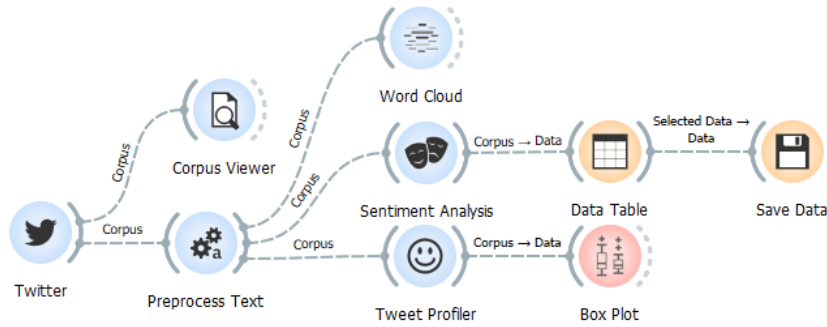 Word Cloud
Corpus
Corpus Viewer
Corpus
Corpus
Sentiment Analysis
Corpus → Data
Data Table
Selected Data →
Data
Save Data
Twitter
Corpus
a
Preprocess Text
Corpus
Tweet Profiler
Corpus → Data
Box Plot